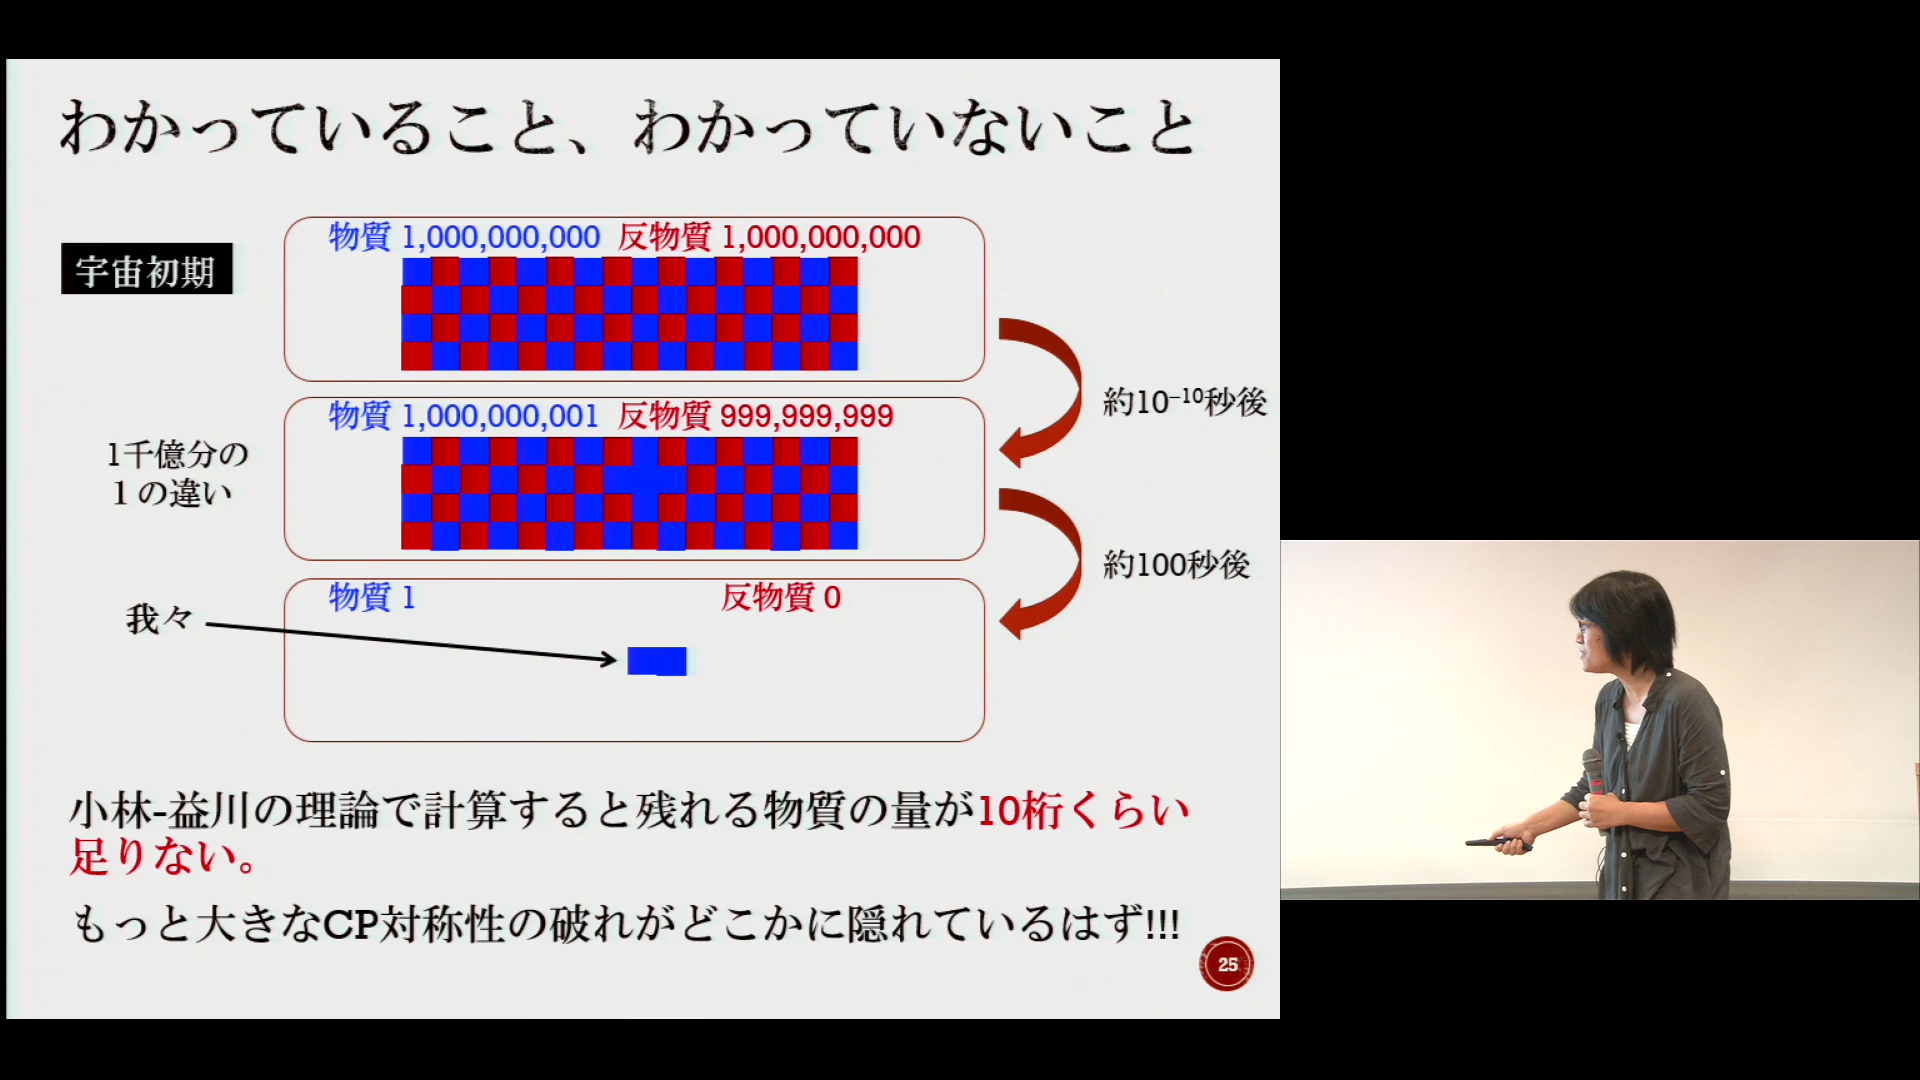 わかっていること、わかっていないこと
宇宙初期
物質 1,000,000,000 反物質 1,000,000,000
約10⁻¹⁰秒後
物質 1,000,000,001 反物質 999,999,999
1千億分の
１の違い
約100秒後
物質 1 反物質 0
我々
小林-益川の理論で計算すると残れる物質の量が10桁くらい
足りない。
もっと大きなCP対称性の破れがどこかに隠れているはず!!!
25